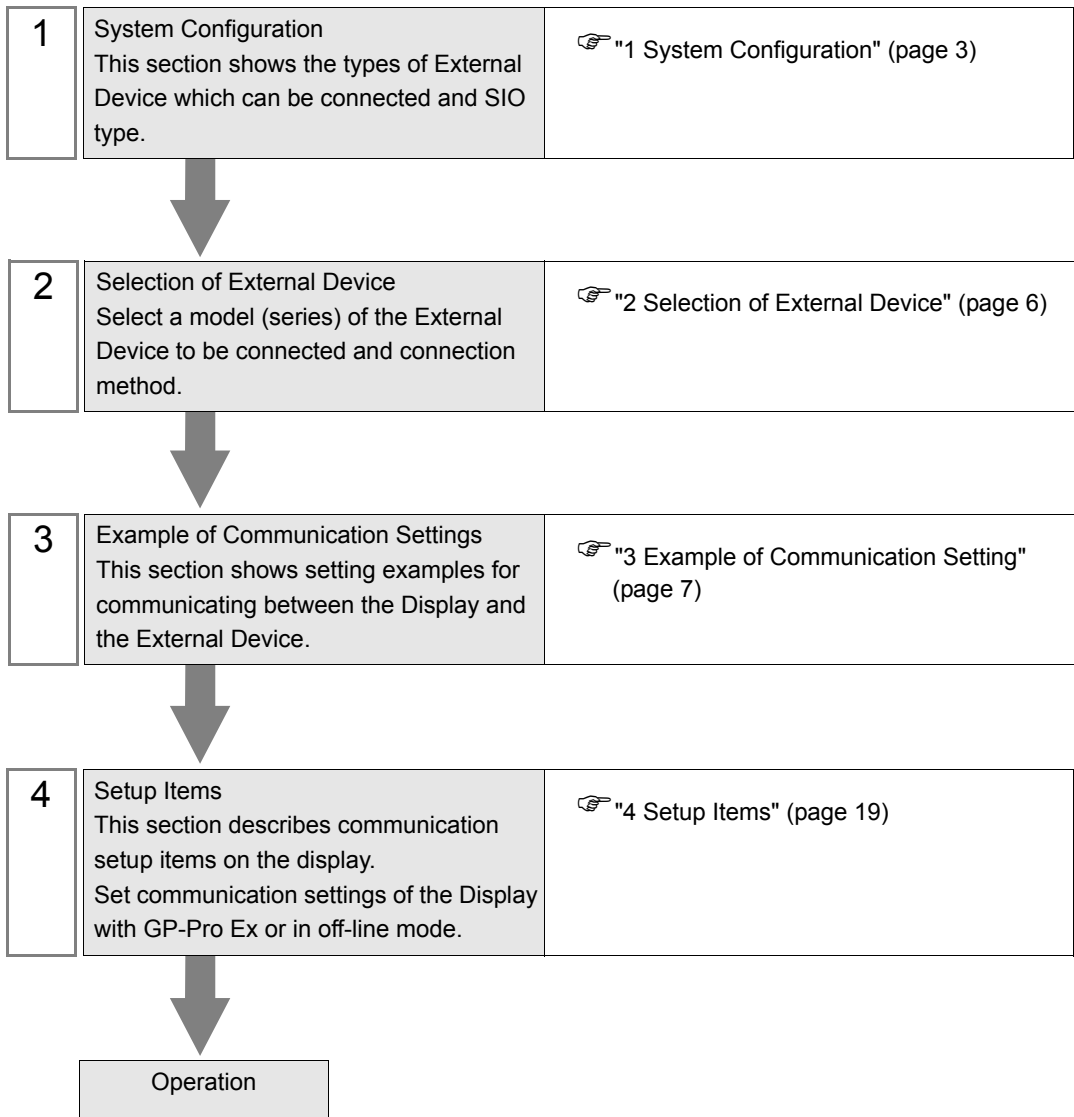 1
System Configuration
This section shows the types of External
Device which can be connected and SIO
type.
"1 System Configuration" (page 3)
2
Selection of External Device
Select a model (series) of the External
Device to be connected and connection
method.
"2 Selection of External Device" (page 6)
3
Example of Communication Settings
This section shows setting examples for
communicating between the Display and
the External Device.
"3 Example of Communication Setting"
(page 7)
4
Setup Items
This section describes communication
setup items on the display.
Set communication settings of the Display
with GP-Pro Ex or in off-line mode.
"4 Setup Items" (page 19)
Operation